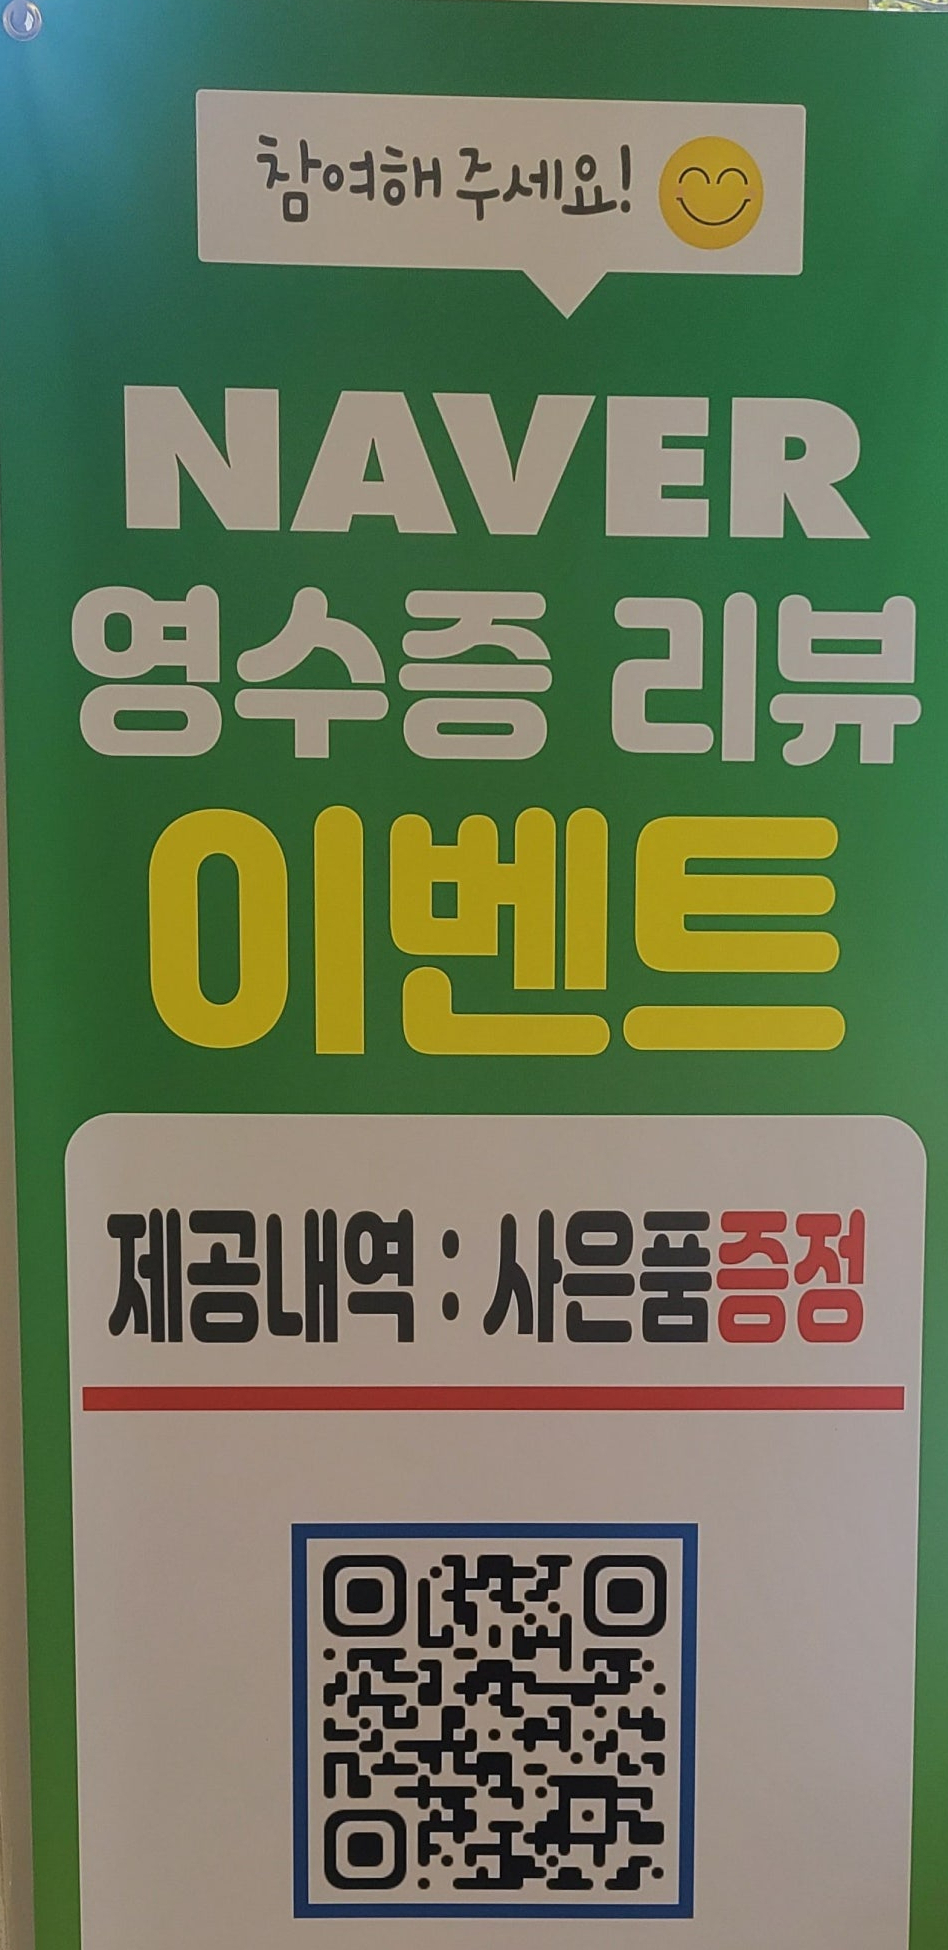 참여해 주세요!
NAVER
영수증 리뷰
이벤트
제공내역 : 사은품증정